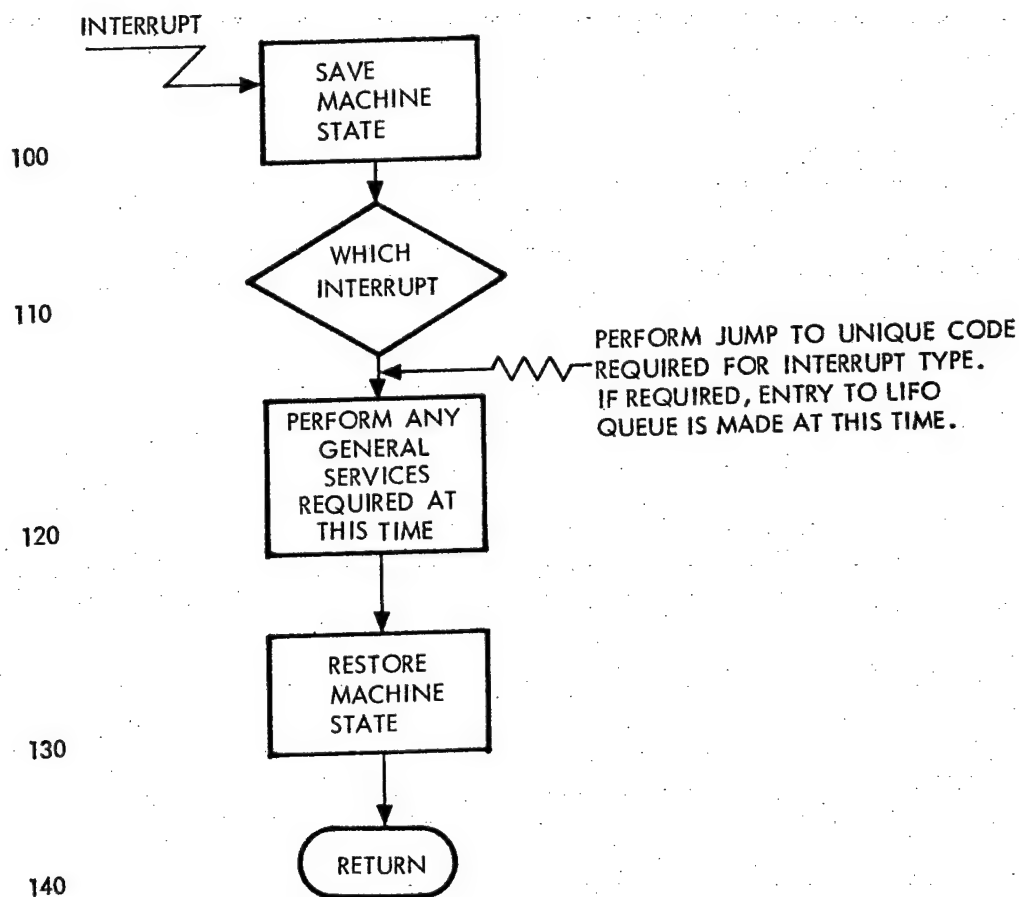 INTERRUPT
SAVE
MACHINE
STATE
100
WHICH
INTERRUPT
110
PERFORM JUMP TO UNIQUE CODE
REQUIRED FOR INTERRUPT TYPE.
IF REQUIRED, ENTRY TO LIFO
QUEUE IS MADE AT THIS TIME.
PERFORM ANY
GENERAL
SERVICES
REQUIRED AT
THIS TIME
120
RESTORE
MACHINE
STATE
130
RETURN
140